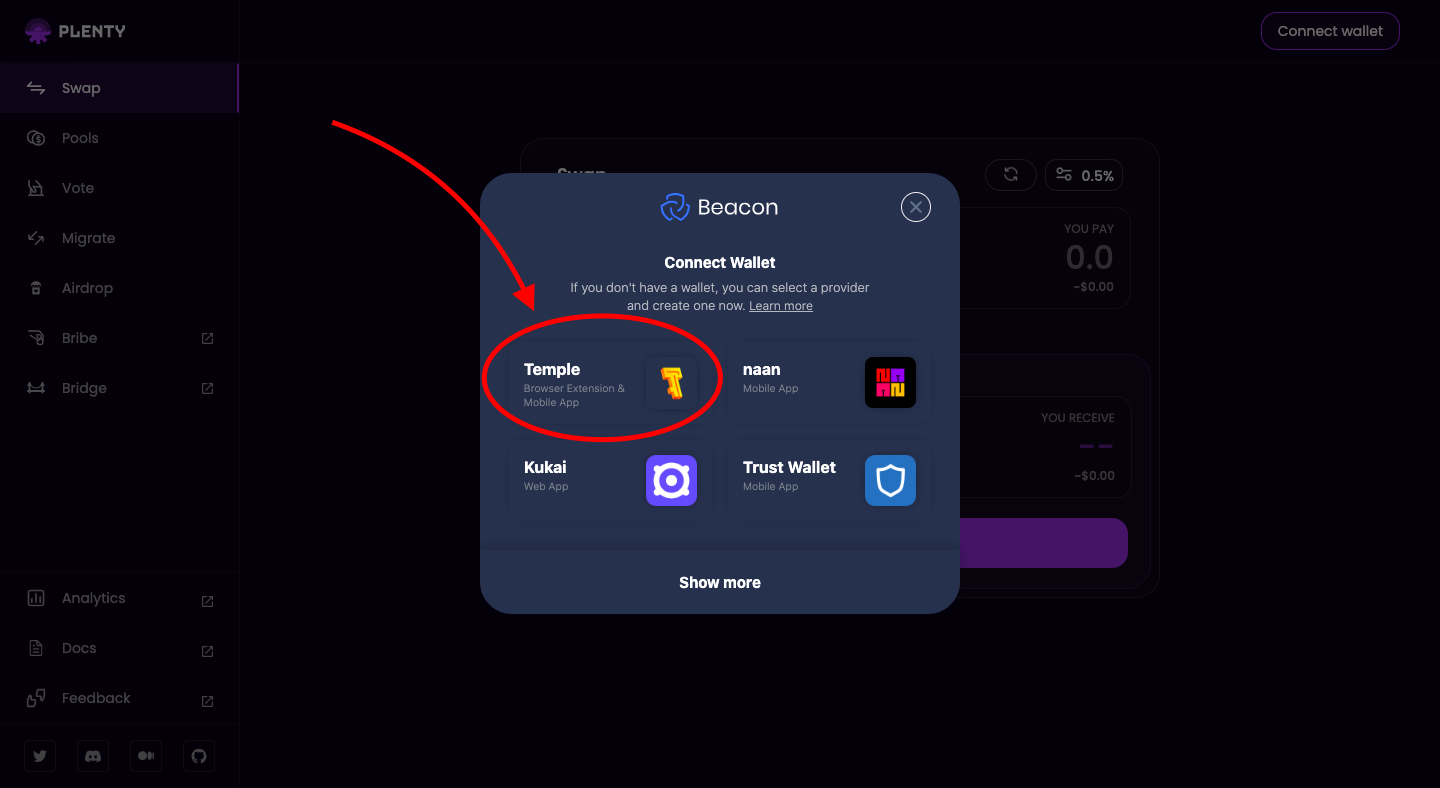 PLENTY
Connect wallet
Swap
Pools
Vote
Migrate
Airdrop
Bribe
Bridge
Analytics
Docs
Feedback
Swap
0.5%
YOU PAY
0.0
~$0.00
YOU RECEIVE
~$0.00
Beacon
Connect Wallet
If you don't have a wallet, you can select a provider
and create one now. Learn more
Temple
Browser Extension &
Mobile App
naan
Mobile App
Kukai
Web App
Trust Wallet
Mobile App
Show more